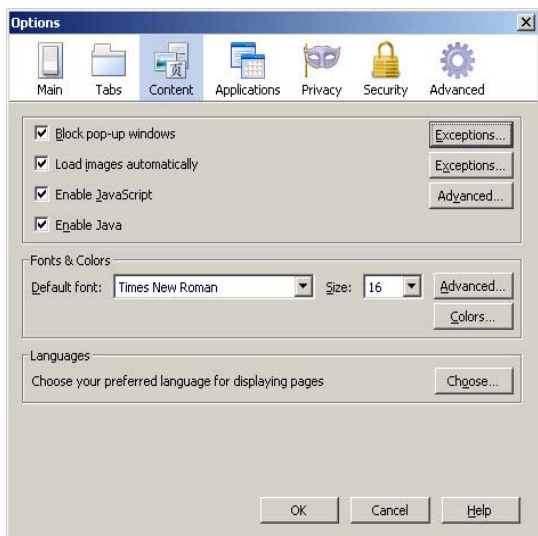 Options
Main Tabs Content Applications Privacy Security Advanced
Block pop-up windows Exceptions...
Load images automatically Exceptions...
Enable JavaScript Advanced...
Enable Java
Fonts & Colors
Default font: Times New Roman Size: 16 Advanced...
Colors...
Languages
Choose your preferred language for displaying pages Choose...
OK Cancel Help